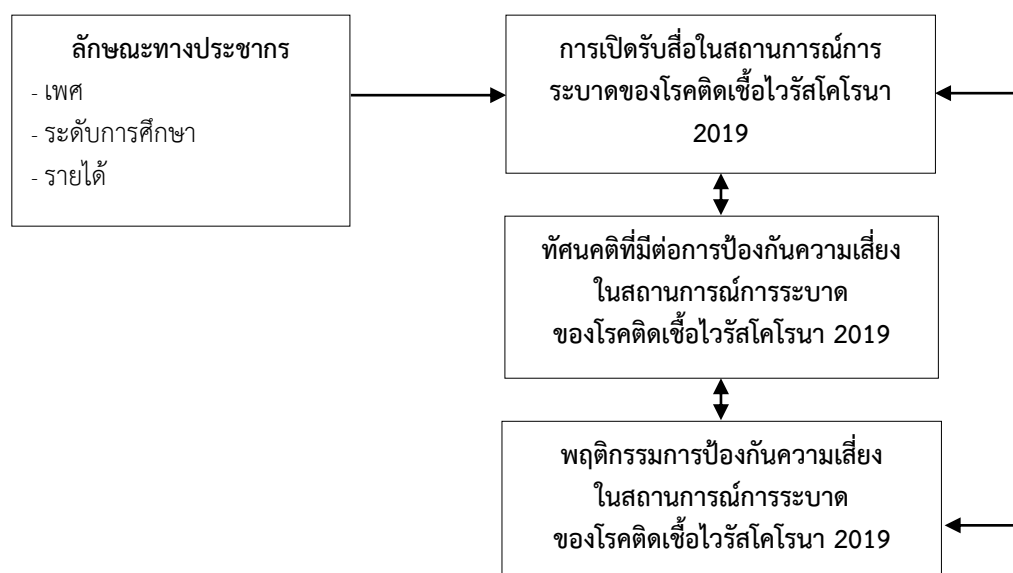 ลักษณะทางประชากร
- เพศ
- ระดับการศึกษา
- รายได้
การเปิดรับสื่อในสถานการณ์การ
ระบาดของโรคติดเชื้อไวรัสโคโรนา
2019
ทัศนคติที่มีต่อการป้องกันความเสี่ยง
ในสถานการณ์การระบาด
ของโรคติดเชื้อไวรัสโคโรนา 2019
พฤติกรรมการป้องกันความเสี่ยง
ในสถานการณ์การระบาด
ของโรคติดเชื้อไวรัสโคโรนา 2019